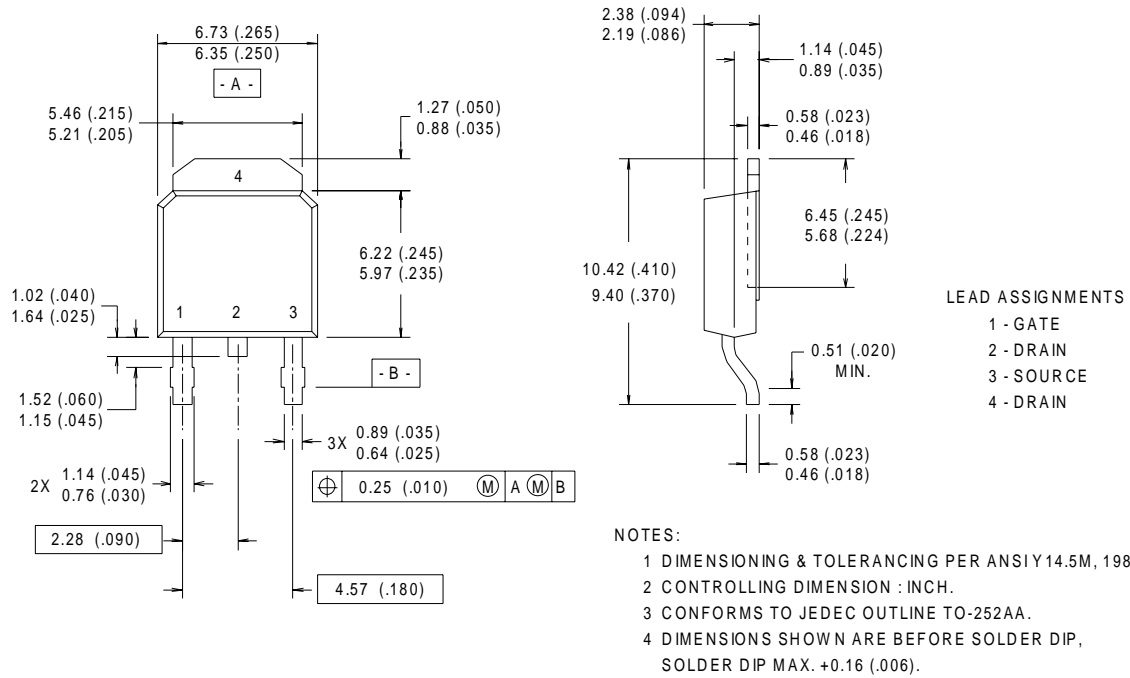 6.73 (.265)
6.35 (.250)
- A -
5.46 (.215)
5.21 (.205)
1.27 (.050)
0.88 (.035)
4
6.22 (.245)
5.97 (.235)
1.02 (.040)
1.64 (.025)
1 2 3
- B -
1.52 (.060)
1.15 (.045)
3X 0.89 (.035)
0.64 (.025)
2X 1.14 (.045)
0.76 (.030)
⌖ 0.25 (.010) Ⓜ A Ⓜ B
2.28 (.090)
4.57 (.180)
2.38 (.094)
2.19 (.086)
1.14 (.045)
0.89 (.035)
0.58 (.023)
0.46 (.018)
6.45 (.245)
5.68 (.224)
10.42 (.410)
9.40 (.370)
0.51 (.020)
MIN.
0.58 (.023)
0.46 (.018)
LEAD ASSIGNMENTS
1 - GATE
2 - DRAIN
3 - SOURCE
4 - DRAIN
NOTES:
1 DIMENSIONING & TOLERANCING PER ANSI Y14.5M, 198
2 CONTROLLING DIMENSION : INCH.
3 CONFORMS TO JEDEC OUTLINE TO-252AA.
4 DIMENSIONS SHOWN ARE BEFORE SOLDER DIP,
SOLDER DIP MAX. +0.16 (.006).